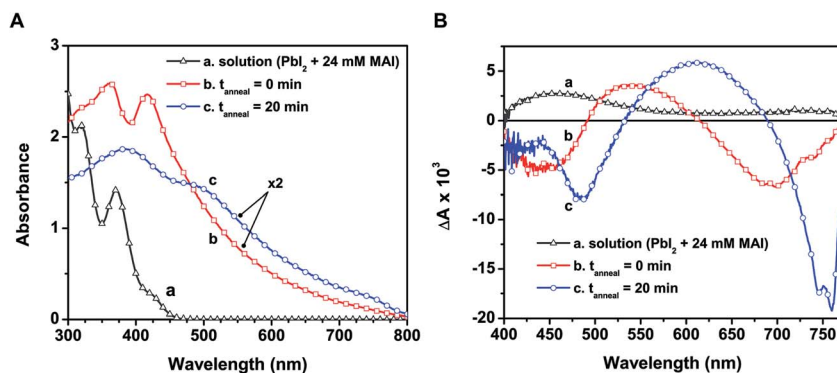 A
3
2
1
0
300 400 500 600 700 800
Absorbance
Wavelength (nm)
a. solution (PbI₂ + 24 mM MAI)
b. tanneal = 0 min
c. tanneal = 20 min
c
x2
b
a
B
5
0
-5
-10
-15
-20
400 450 500 550 600 650 700 750
ΔA x 10³
Wavelength (nm)
a
b
c
a. solution (PbI₂ + 24 mM MAI)
b. tanneal = 0 min
c. tanneal = 20 min